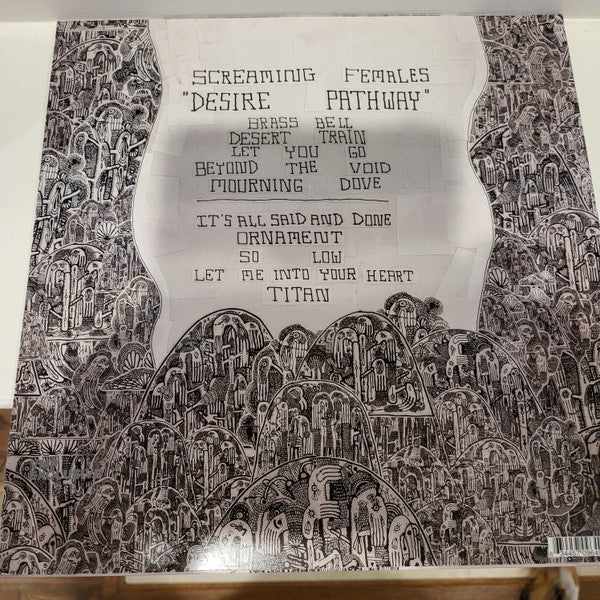 SCREAMING FEMALES
"DESIRE PATHWAY"
BRASS BELL
DESERT TRAIN
LET YOU GO
BEYOND THE VOID
MOURNING DOVE
IT'S ALL SAID AND DONE
ORNAMENT
SO LOW
LET ME INTO YOUR HEART
TITAN